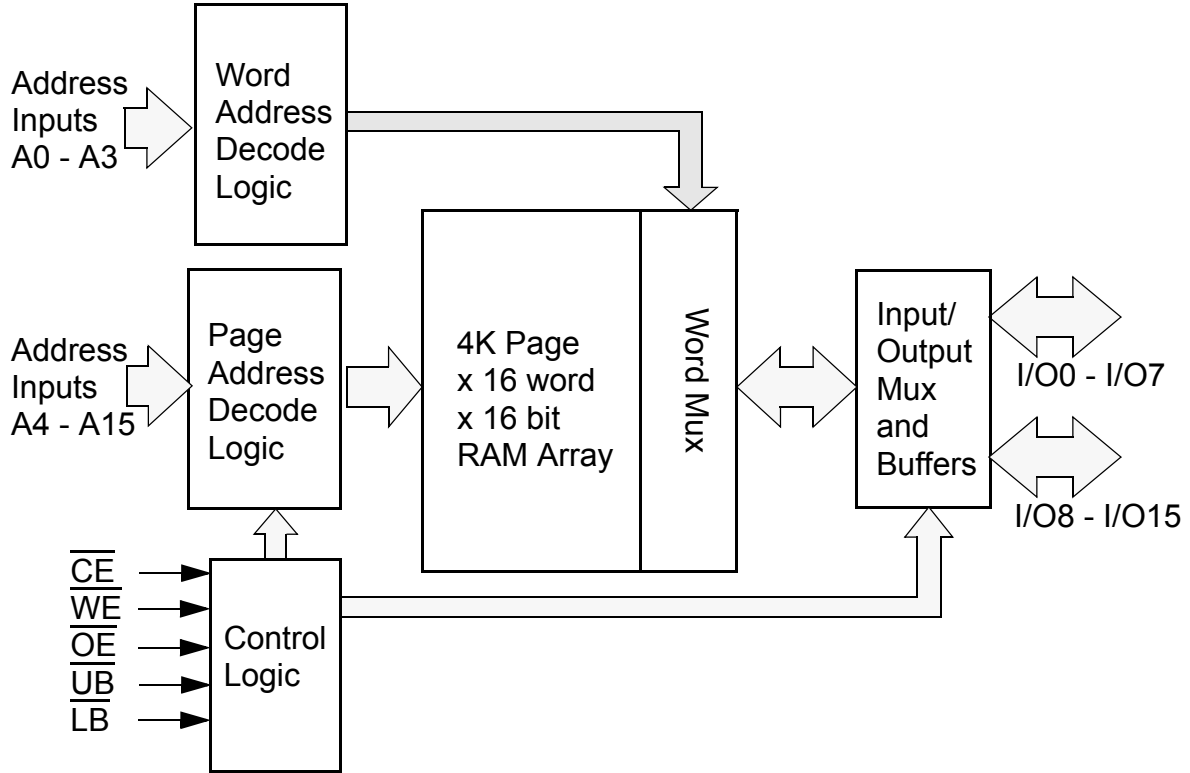 Address
Inputs
A0 - A3
Word
Address
Decode
Logic
Address
Inputs
A4 - A15
Page
Address
Decode
Logic
4K Page
x 16 word
x 16 bit
RAM Array
Word Mux
Input/
Output
Mux
and
Buffers
I/O0 - I/O7
I/O8 - I/O15
CE
WE
OE
UB
LB
Control
Logic